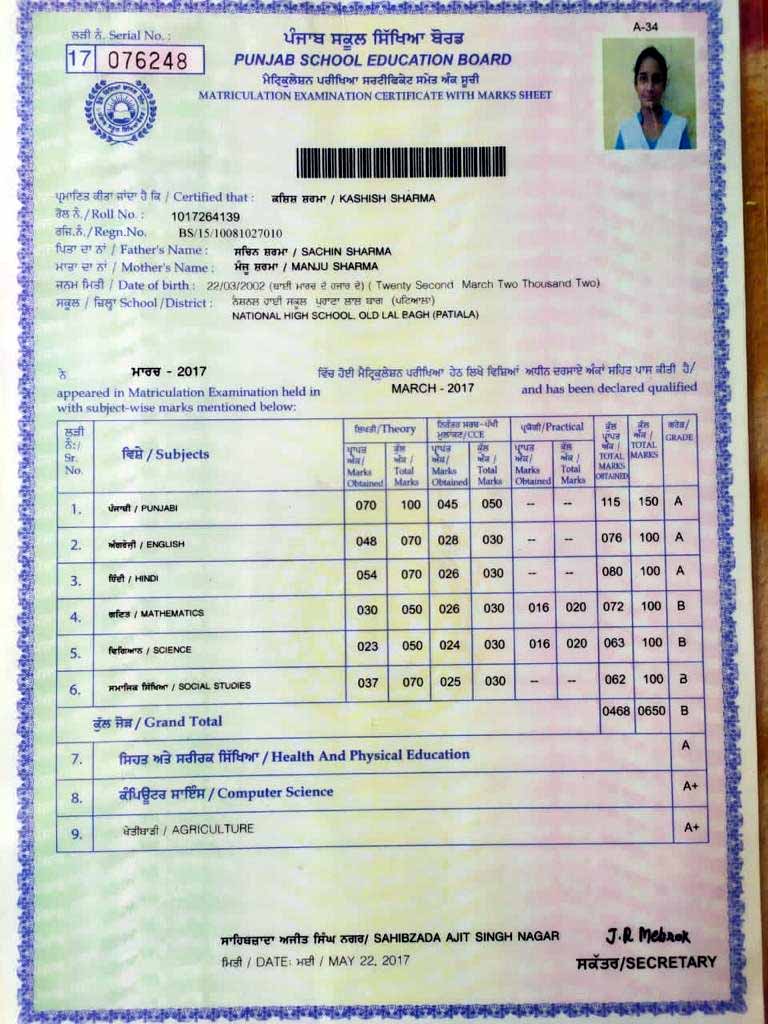 ਲੜੀ ਨੰ. Serial No. :
17 076248
A-34
ਪੰਜਾਬ ਸਕੂਲ ਸਿੱਖਿਆ ਬੋਰਡ
PUNJAB SCHOOL EDUCATION BOARD
ਮੈਟ੍ਰਿਕੂਲੇਸ਼ਨ ਪਰੀਖਿਆ ਸਰਟੀਫਿਕੇਟ ਸਮੇਤ ਅੰਕ ਸੂਚੀ
MATRICULATION EXAMINATION CERTIFICATE WITH MARKS SHEET
ਪ੍ਰਮਾਣਿਤ ਕੀਤਾ ਜਾਂਦਾ ਹੈ ਕਿ / Certified that : ਕਸ਼ਿਸ਼ ਸ਼ਰਮਾ / KASHISH SHARMA
ਰੋਲ ਨੰ./Roll No. : 1017264139
ਰਜਿ.ਨੰ./Regn.No. BS/15/10081027010
ਪਿਤਾ ਦਾ ਨਾਂ / Father's Name : ਸਚਿਨ ਸ਼ਰਮਾ / SACHIN SHARMA
ਮਾਤਾ ਦਾ ਨਾਂ / Mother's Name : ਮੰਜੂ ਸ਼ਰਮਾ / MANJU SHARMA
ਜਨਮ ਮਿਤੀ / Date of birth : 22/03/2002 (ਬਾਈ ਮਾਰਚ ਦੋ ਹਜ਼ਾਰ ਦੋ) ( Twenty Second March Two Thousand Two)
ਸਕੂਲ / ਜ਼ਿਲ੍ਹਾ School /District : ਨੈਸ਼ਨਲ ਹਾਈ ਸਕੂਲ ਪੁਰਾਣਾ ਲਾਲ ਬਾਗ (ਪਟਿਆਲਾ)
NATIONAL HIGH SCHOOL, OLD LAL BAGH (PATIALA)
ਨੇ ਮਾਰਚ - 2017 ਵਿੱਚ ਹੋਈ ਮੈਟ੍ਰਿਕੂਲੇਸ਼ਨ ਪਰੀਖਿਆ ਹੇਠ ਲਿਖੇ ਵਿਸ਼ਿਆਂ ਅਧੀਨ ਦਰਸਾਏ ਅੰਕਾਂ ਸਹਿਤ ਪਾਸ ਕੀਤੀ ਹੈ/
appeared in Matriculation Examination held in MARCH - 2017 and has been declared qualified
with subject-wise marks mentioned below:
ਲੜੀ ਨੰ:/ Sr. No. ਵਿਸ਼ੇ / Subjects ਲਿਖਤੀ/Theory ਨਿਰੰਤਰ ਸਰਬ-ਪੱਖੀ ਮੁਲਾਂਕਣ/CCE ਪ੍ਰਯੋਗੀ/Practical ਕੁੱਲ ਪ੍ਰਾਪਤ ਅੰਕ / TOTAL MARKS OBTAINED ਕੁੱਲ ਅੰਕ / TOTAL MARKS ਗਰੇਡ/ GRADE
ਪ੍ਰਾਪਤ ਅੰਕ/ Marks Obtained ਕੁੱਲ ਅੰਕ / Total Marks ਪ੍ਰਾਪਤ ਅੰਕ/ Marks Obtained ਕੁੱਲ ਅੰਕ / Total Marks ਪ੍ਰਾਪਤ ਅੰਕ/ Marks Obtained ਕੁੱਲ ਅੰਕ / Total Marks
1. ਪੰਜਾਬੀ / PUNJABI 070 100 045 050 -- -- 115 150 A
2. ਅੰਗਰੇਜ਼ੀ / ENGLISH 048 070 028 030 -- -- 076 100 A
3. ਹਿੰਦੀ / HINDI 054 070 026 030 -- -- 080 100 A
4. ਗਣਿਤ / MATHEMATICS 030 050 026 030 016 020 072 100 B
5. ਵਿਗਿਆਨ / SCIENCE 023 050 024 030 016 020 063 100 B
6. ਸਮਾਜਿਕ ਸਿੱਖਿਆ / SOCIAL STUDIES 037 070 025 030 -- -- 062 100 B
ਕੁੱਲ ਜੋੜ / Grand Total 0468 0650 B
7. ਸਿਹਤ ਅਤੇ ਸਰੀਰਕ ਸਿੱਖਿਆ / Health And Physical Education A
8. ਕੰਪਿਊਟਰ ਸਾਇੰਸ / Computer Science A+
9. ਖੇਤੀਬਾੜੀ / AGRICULTURE A+
ਸਾਹਿਬਜ਼ਾਦਾ ਅਜੀਤ ਸਿੰਘ ਨਗਰ/ SAHIBZADA AJIT SINGH NAGAR
ਮਿਤੀ / DATE: ਮਈ / MAY 22, 2017
J.R Mehrok
ਸਕੱਤਰ/SECRETARY